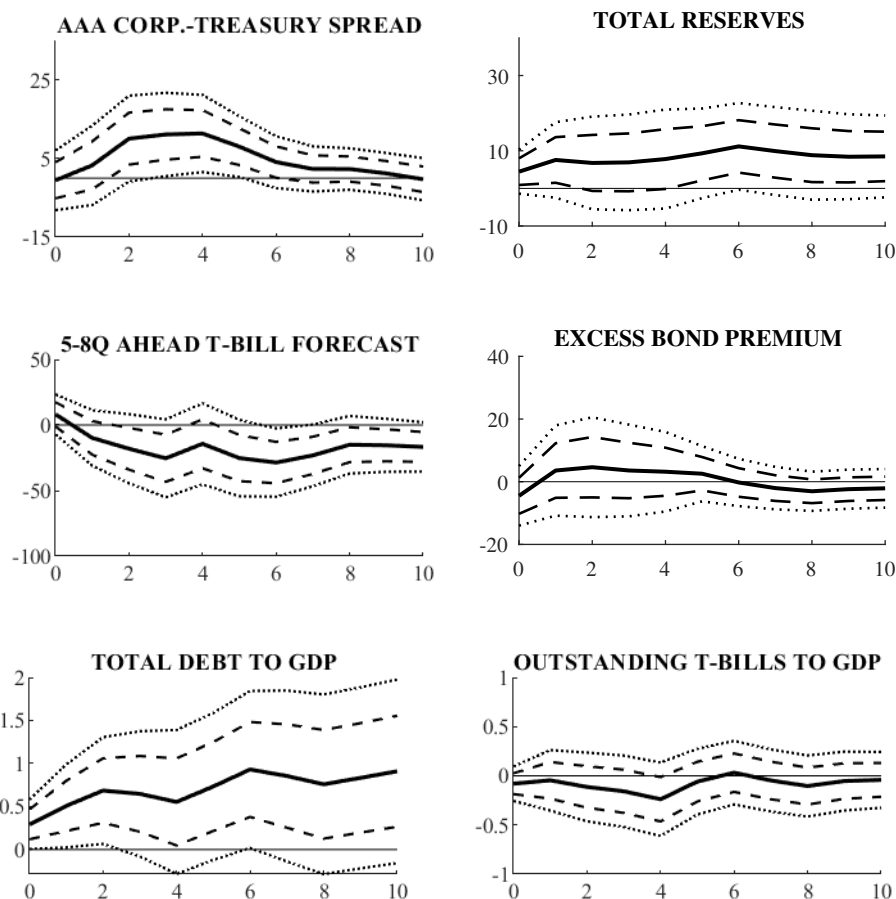 AAA CORP.-TREASURY SPREAD
25
5
-15
0 2 4 6 8 10
TOTAL RESERVES
30
10
-10
0 2 4 6 8 10
5-8Q AHEAD T-BILL FORECAST
50
0
-50
-100
0 2 4 6 8 10
EXCESS BOND PREMIUM
40
20
0
-20
0 2 4 6 8 10
TOTAL DEBT TO GDP
2
1.5
1
0.5
0
0 2 4 6 8 10
OUTSTANDING T-BILLS TO GDP
1
0.5
0
-0.5
-1
0 2 4 6 8 10